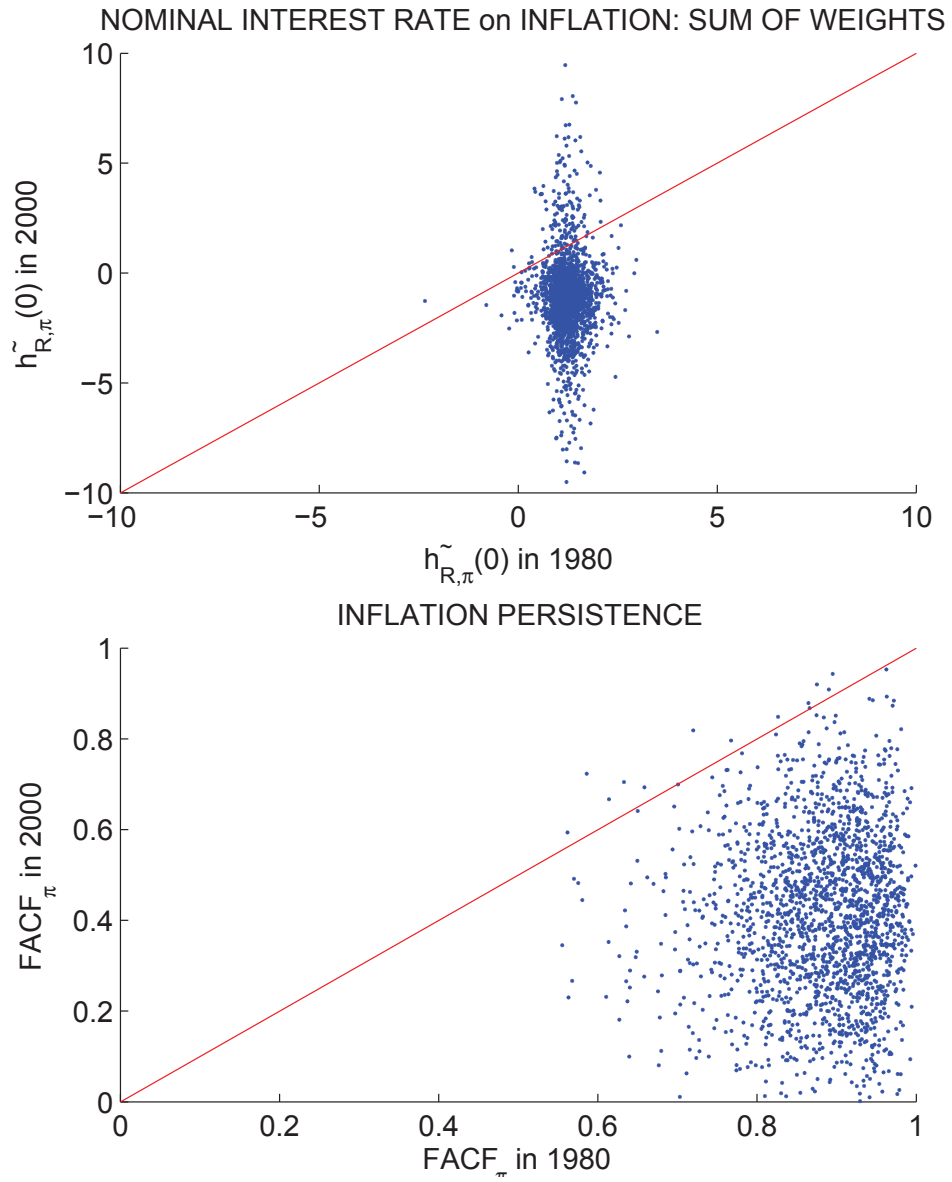 NOMINAL INTEREST RATE on INFLATION: SUM OF WEIGHTS
10
5
0
−5
−10
h~R,π(0) in 2000
−10 −5 0 5 10
h~R,π(0) in 1980
INFLATION PERSISTENCE
1
0.8
0.6
0.4
0.2
0
FACFπ in 2000
0 0.2 0.4 0.6 0.8 1
FACFπ in 1980